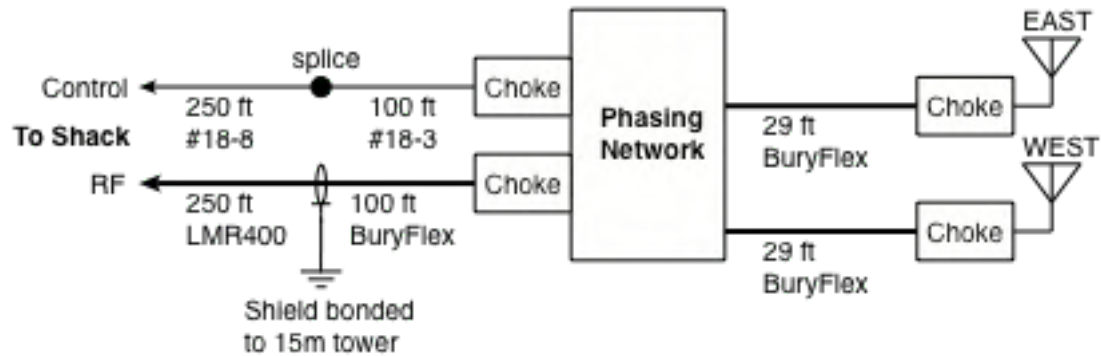 splice
Control
250 ft
#18-8
100 ft
#18-3
Choke
To Shack
RF
250 ft
LMR400
100 ft
BuryFlex
Choke
Shield bonded
to 15m tower
Phasing
Network
29 ft
BuryFlex
Choke
EAST
29 ft
BuryFlex
Choke
WEST